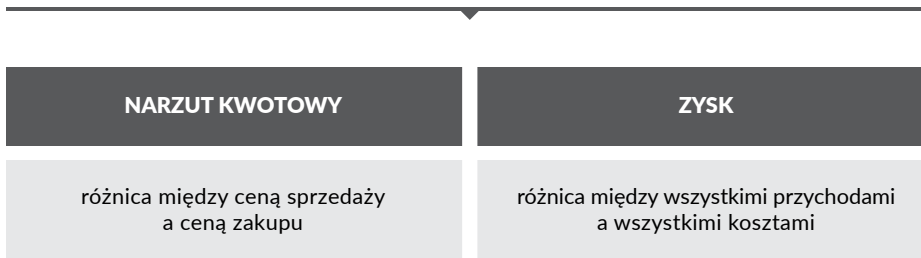 NARZUT KWOTOWY
różnica między ceną sprzedaży
a ceną zakupu
ZYSK
różnica między wszystkimi przychodami
a wszystkimi kosztami